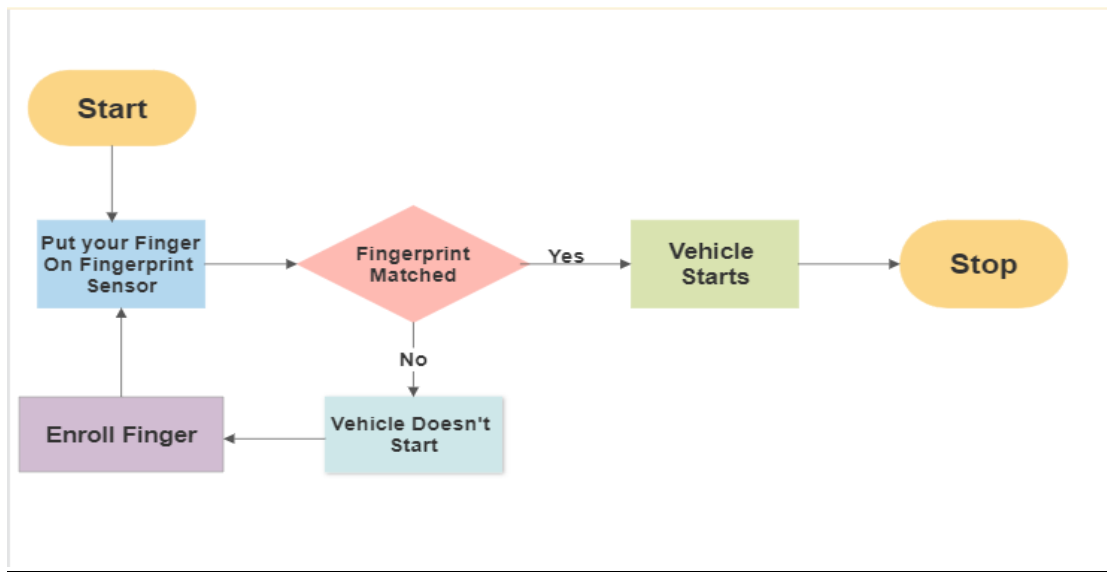 Start
Put your Finger
On Fingerprint
Sensor
Fingerprint
Matched
Yes
Vehicle
Starts
Stop
No
Enroll Finger
Vehicle Doesn't
Start